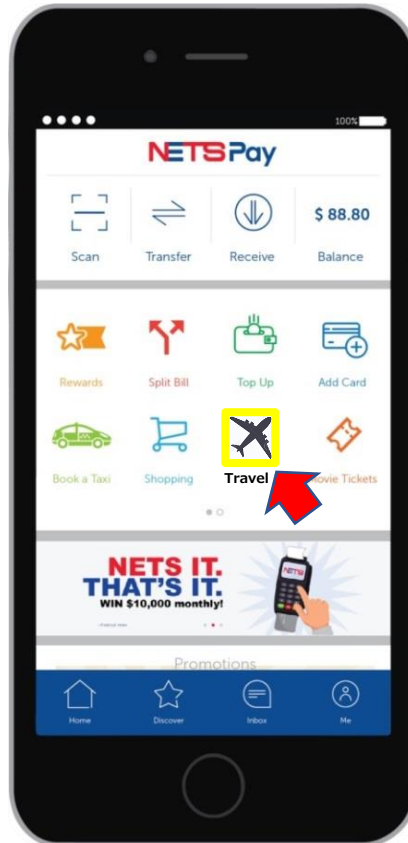 100%
NETSPay
$ 88.80
Scan Transfer Receive Balance
Rewards Split Bill Top Up Add Card
Book a Taxi Shopping Travel Movie Tickets
NETS IT.
THAT'S IT.
WIN $10,000 monthly!
NETS
Promotions
Home Discover Inbox Me